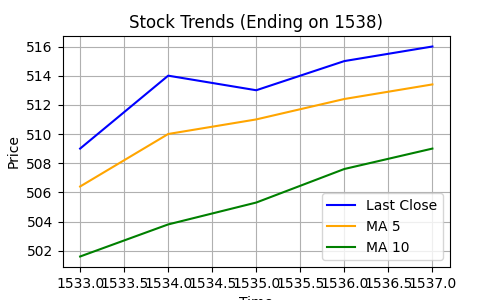 Stock Trends (Ending on 1538)
516
514
512
510
508
506
504
502
Price
Last Close
MA 5
MA 10
1533.0 1533.5 1534.0 1534.5 1535.0 1535.5 1536.0 1536.5 1537.0
Time